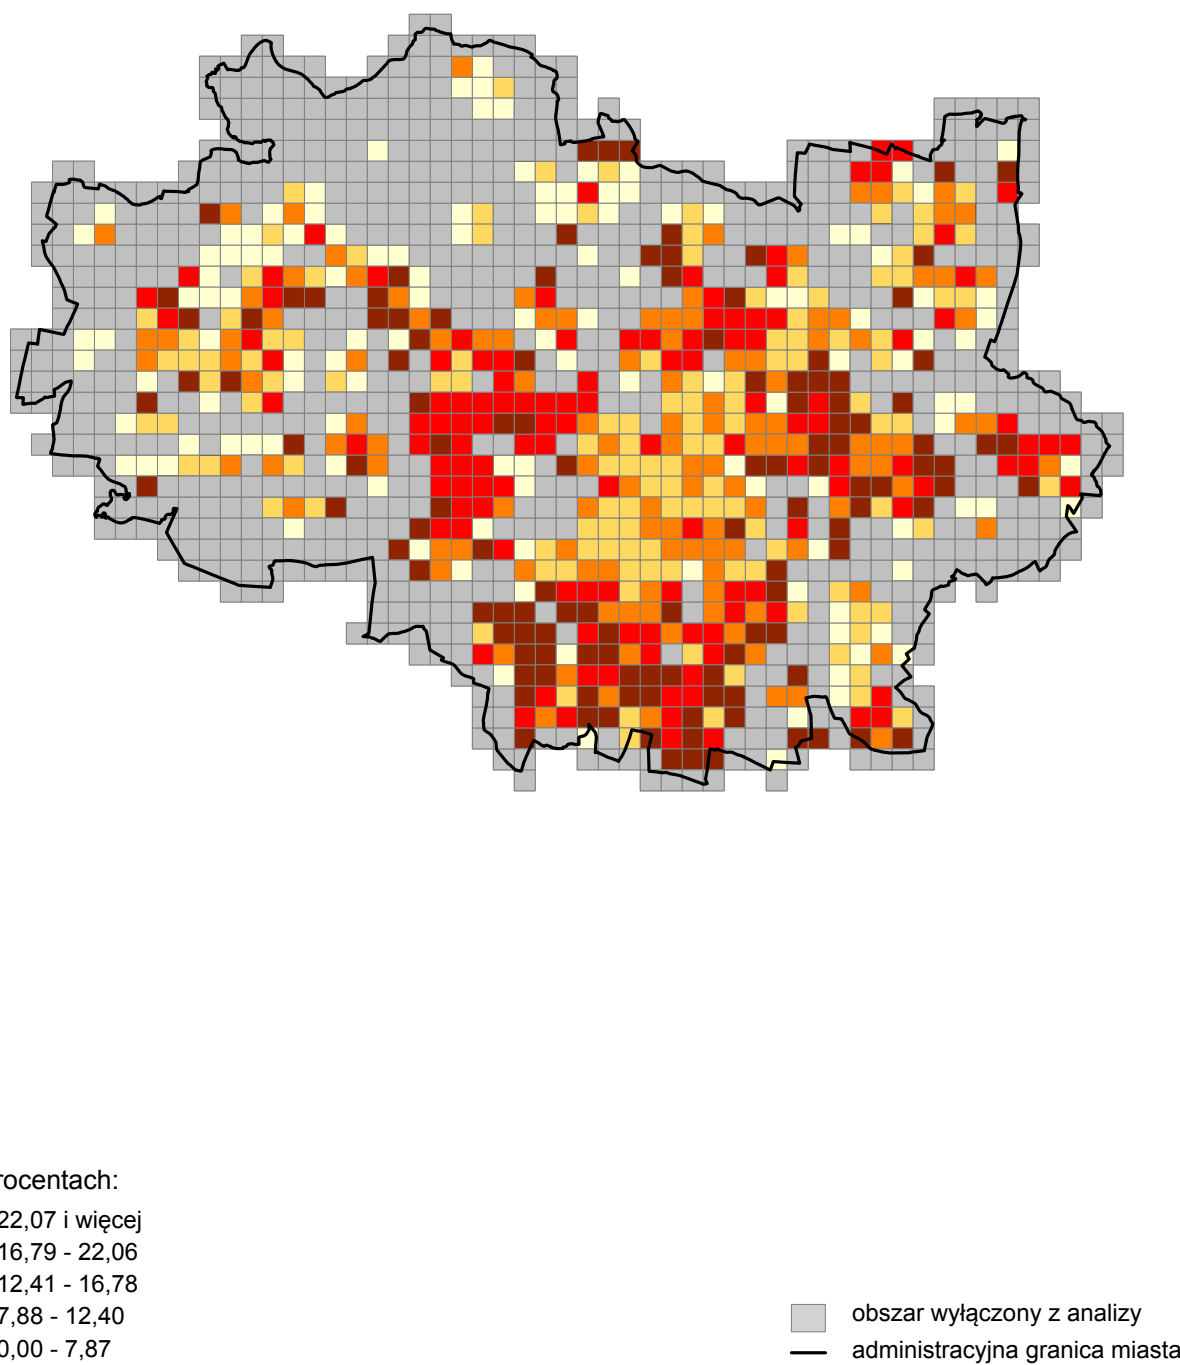 rocentach:
22,07 i więcej
16,79 - 22,06
12,41 - 16,78
7,88 - 12,40
0,00 - 7,87
obszar wyłączony z analizy
administracyjna granica miasta